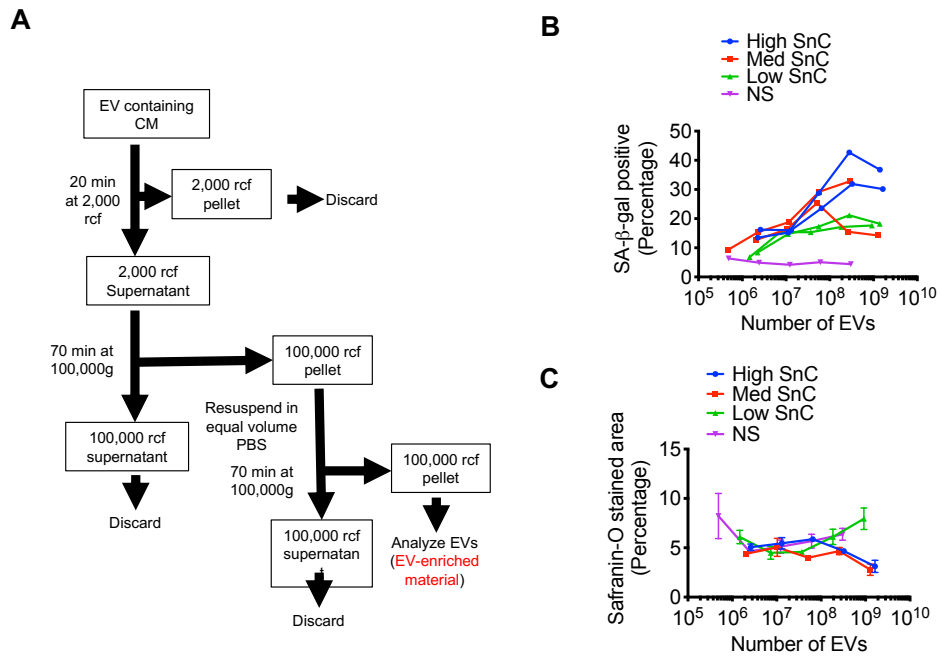 A
EV containing
CM
20 min
at 2,000
rcf
2,000 rcf
pellet
Discard
2,000 rcf
Supernatant
70 min at
100,000g
100,000 rcf
pellet
Resuspend in
equal volume
PBS
70 min at
100,000g
100,000 rcf
supernatant
Discard
100,000 rcf
pellet
100,000 rcf
supernatan
t
Analyze EVs
(EV-enriched
material)
Discard
B
High SnC
Med SnC
Low SnC
NS
SA-β-gal positive
(Percentage)
50
40
30
20
10
0
10⁵ 10⁶ 10⁷ 10⁸ 10⁹ 10¹⁰
Number of EVs
C
High SnC
Med SnC
Low SnC
NS
Safranin-O stained area
(Percentage)
15
10
5
0
10⁵ 10⁶ 10⁷ 10⁸ 10⁹ 10¹⁰
Number of EVs